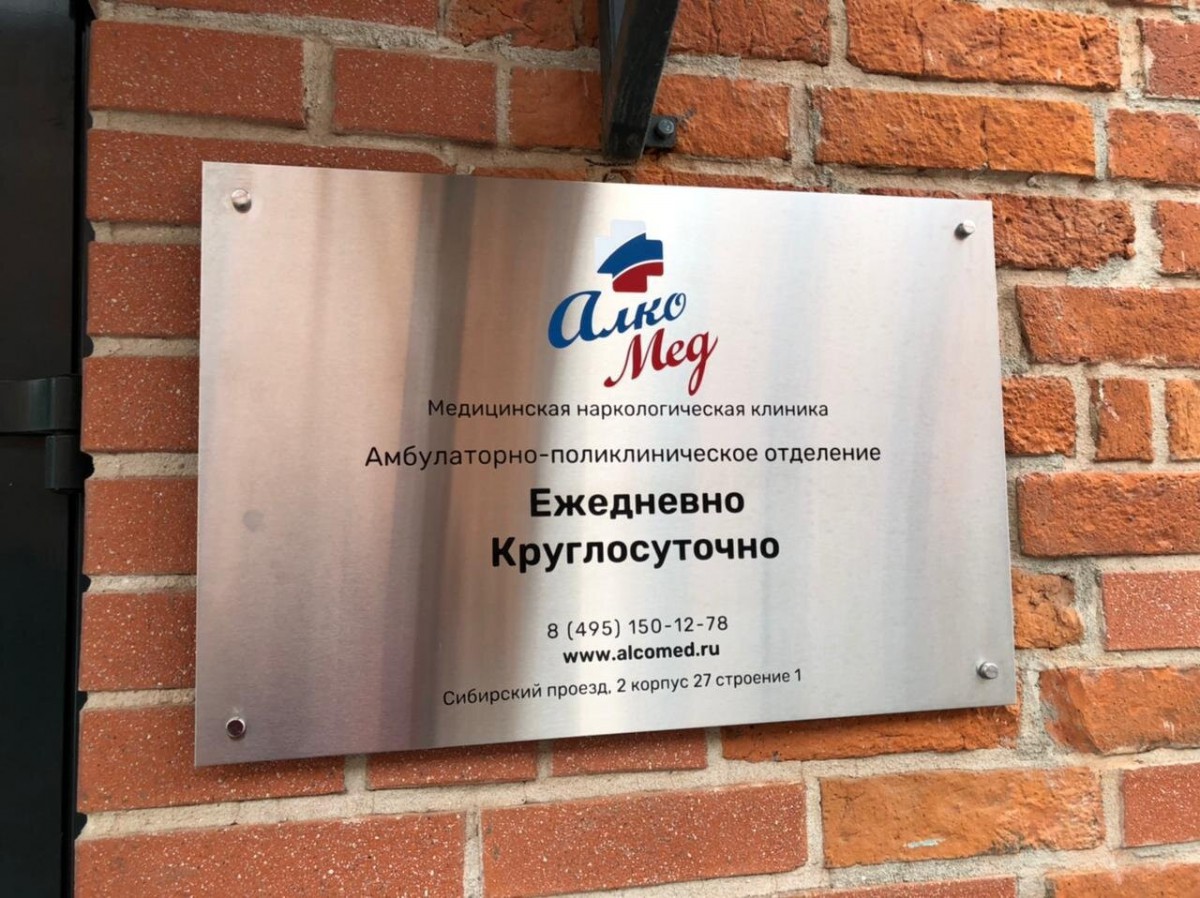 Алко
Мед
Медицинская наркологическая клиника
Амбулаторно-поликлиническое отделение
Ежедневно
Круглосуточно
8 (495) 150-12-78
www.alcomed.ru
Сибирский проезд, 2 корпус 27 строение 1